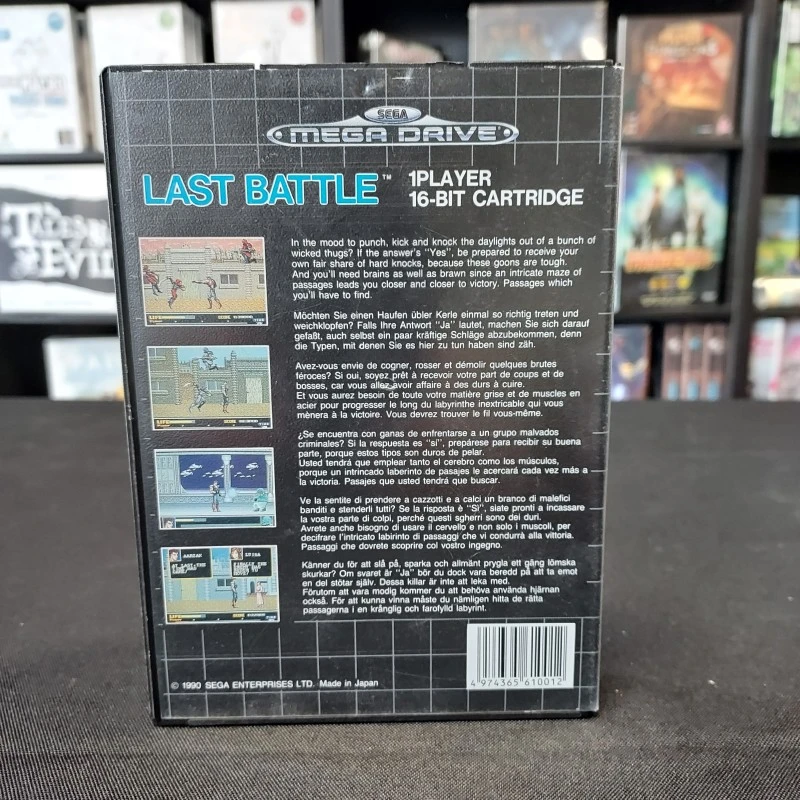 SEGA
MEGA DRIVE
LAST BATTLE™
1PLAYER
16-BIT CARTRIDGE
In the mood to punch, kick and knock the daylights out of a bunch of
wicked thugs? If the answer's "Yes", be prepared to receive your
own fair share of hard knocks, because these goons are tough.
And you'll need brains as well as brawn since an intricate maze of
passages leads you closer and closer to victory. Passages which
you'll have to find.
Möchten Sie einen Haufen übler Kerle einmal so richtig treten und
weichklopfen? Falls Ihre Antwort "Ja" lautet, machen Sie sich darauf
gefaßt, auch selbst ein paar kräftige Schläge abzubekommen, denn
die Typen, mit denen Sie es hier zu tun haben sind zäh.
Avez-vous envie de cogner, rosser et démolir quelques brutes
féroces? Si oui, soyez prêt à recevoir votre part de coups et de
bosses, car vous allez avoir affaire à des durs à cuire.
Et vous aurez besoin de toute votre matière grise et de muscles en
acier pour progresser le long du labyrinthe inextricable qui vous
mènera à la victoire. Vous devrez trouver le fil vous-même.
¿Se encuentra con ganas de enfrentarse a un grupo malvados
criminales? Si la respuesta es "sí", prepárese para recibir su buena
parte, porque estos tipos son duros de pelar.
Usted tendrá que emplear tanto el cerebro como los músculos,
porque un intrincado laberinto de pasajes le acercará cada vez más a
la victoria. Pasajes que usted tendrá que buscar.
Ve la sentite di prendere a cazzotti e a calci un branco di malefici
banditi e stenderli tutti? Se la risposta è "Sì", siate pronti a incassare
la vostra parte di colpi, perché questi sgherri sono dei duri.
Avrete anche bisogno di usare il cervello e non solo i muscoli, per
decifrare l'intricato labirinto di passaggi che vi condurrà alla vittoria.
Passaggi che dovrete scoprire col vostro ingegno.
Känner du för att slå på, sparka och allmänt prygla ett gäng lömska
skurkar? Om svaret är "Ja" bör du dock vara beredd på att ta emot
en del stötar själv. Dessa killar är inte att leka med.
Förutom att vara modig kommer du att behöva använda hjärnan
också. För att kunna vinna måste du nämligen hitta de rätta
passagerna i en krånglig och farofylld labyrint.
© 1990 SEGA ENTERPRISES LTD. Made in Japan
4 974365 610012